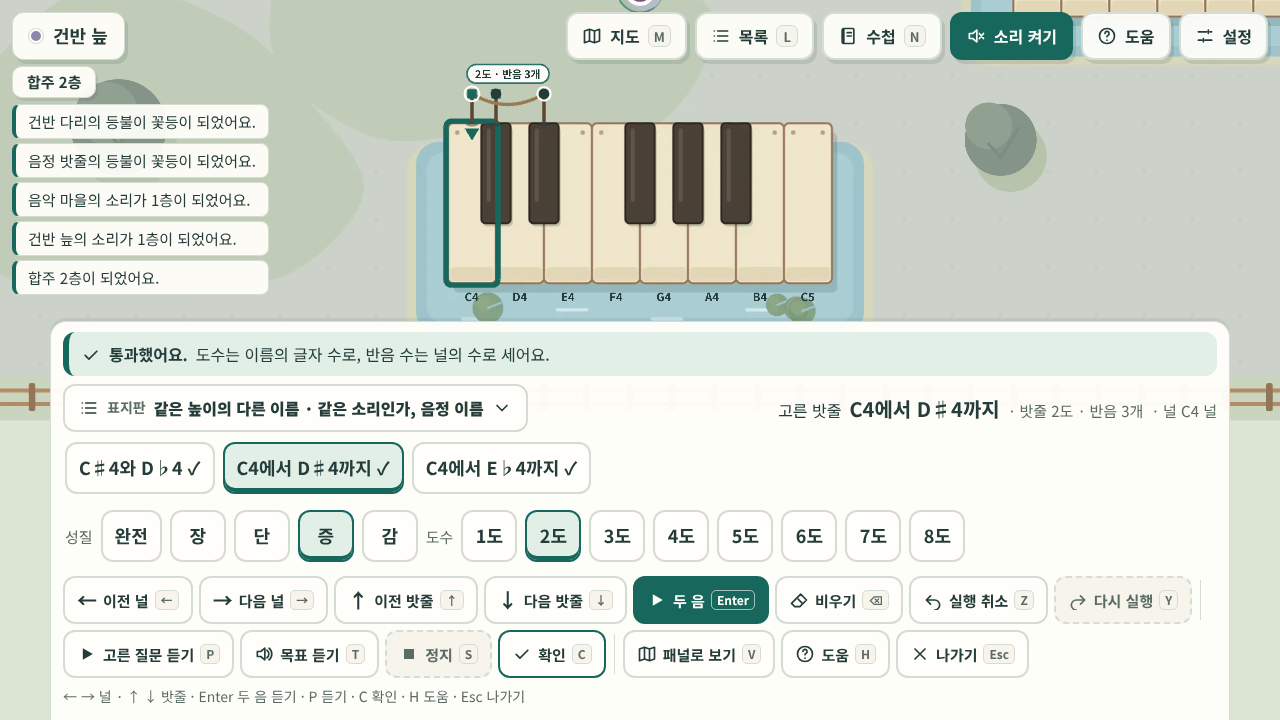 건반 늪
지도 M
목록 L
수첩 N
소리 켜기
도움
설정
합주 2층
건반 다리의 등불이 꽃등이 되었어요.
음정 밧줄의 등불이 꽃등이 되었어요.
음악 마을의 소리가 1층이 되었어요.
건반 늪의 소리가 1층이 되었어요.
합주 2층이 되었어요.
2도 · 반음 3개
C4 D4 E4 F4 G4 A4 B4 C5
통과했어요. 도수는 이름의 글자 수로, 반음 수는 널의 수로 세어요.
표지판 같은 높이의 다른 이름 · 같은 소리인가, 음정 이름
고른 밧줄 C4에서 D♯4까지 · 밧줄 2도 · 반음 3개 · 널 C4 널
C♯4와 D♭4 ✓
C4에서 D♯4까지 ✓
C4에서 E♭4까지 ✓
성질 완전 장 단 증 감 도수 1도 2도 3도 4도 5도 6도 7도 8도
← 이전 널 ←
→ 다음 널 →
↑ 이전 밧줄 ↑
↓ 다음 밧줄 ↓
두 음 Enter
비우기 ⌫
실행 취소 Z
다시 실행 Y
고른 질문 듣기 P
목표 듣기 T
정지 S
확인 C
패널로 보기 V
도움 H
나가기 Esc
← → 널 · ↑ ↓ 밧줄 · Enter 두 음 듣기 · P 듣기 · C 확인 · H 도움 · Esc 나가기